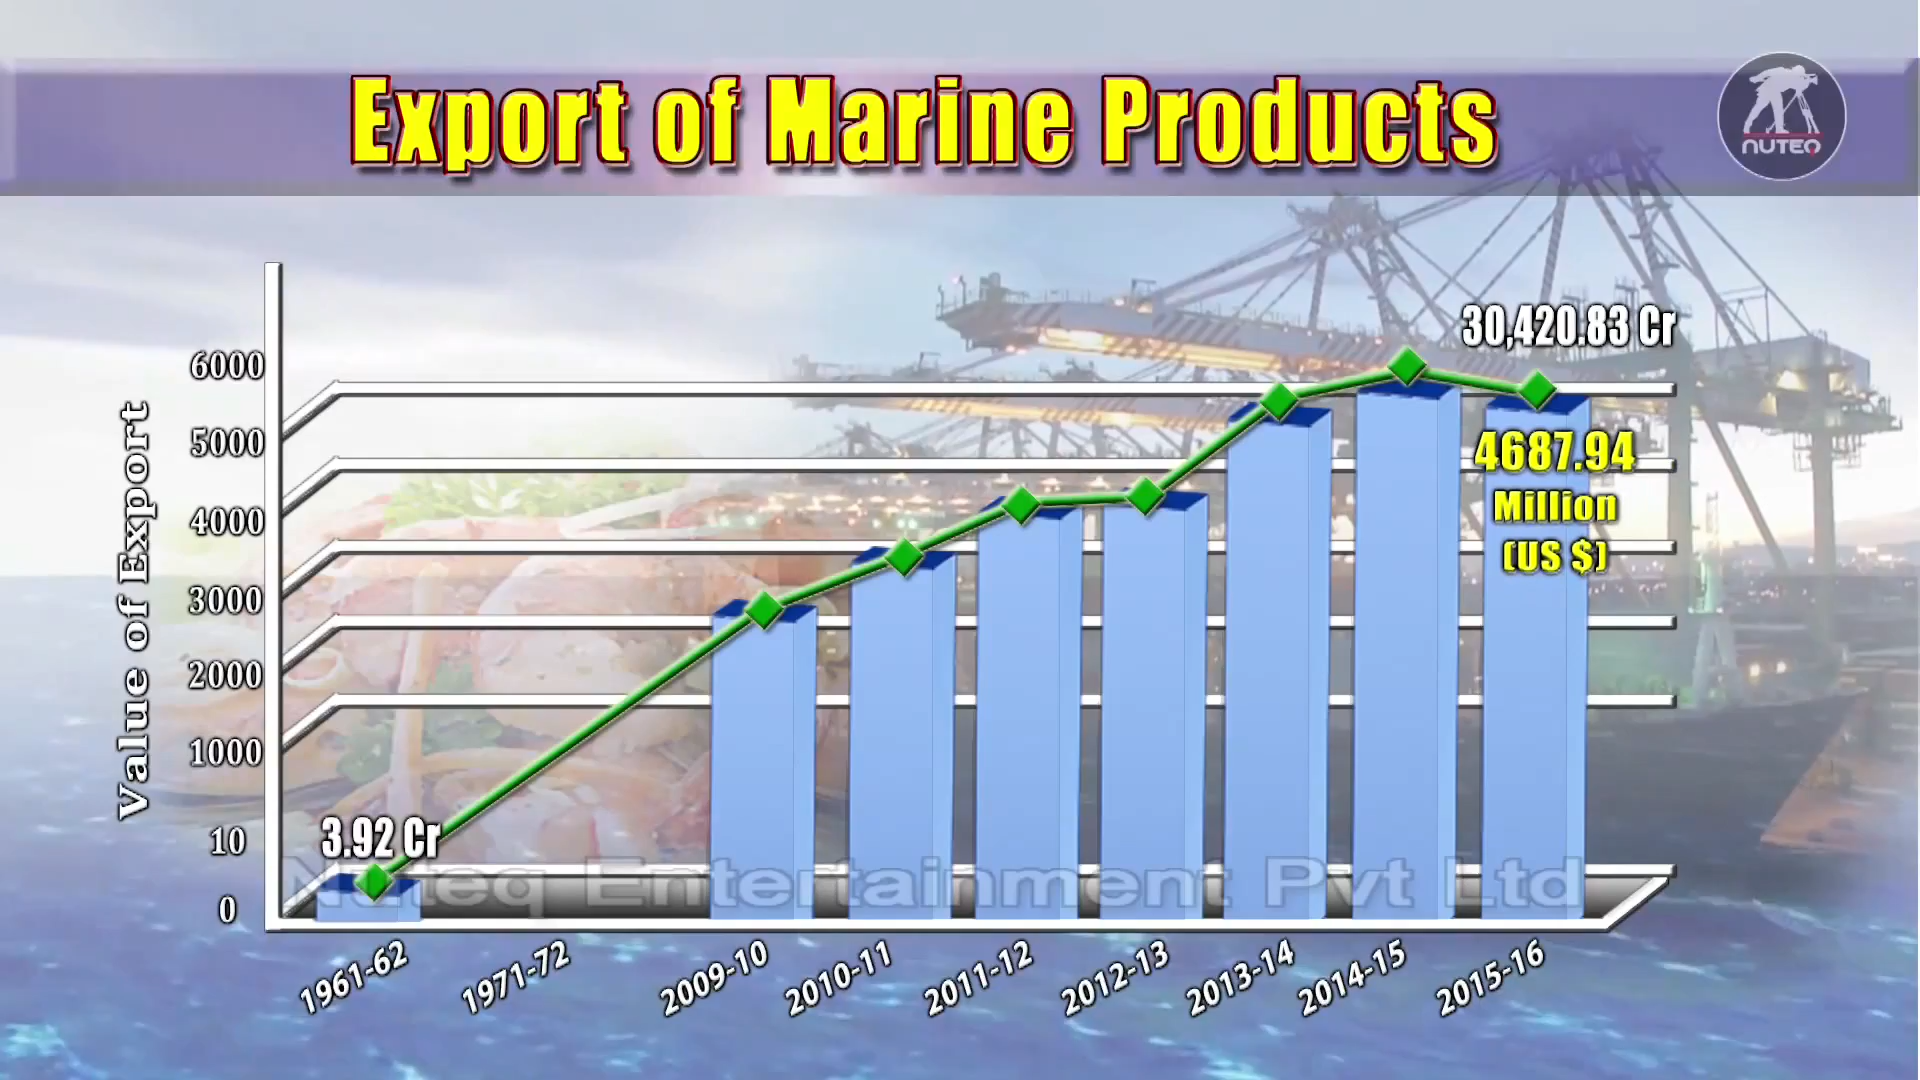 Export of Marine Products
NUTEQ
30,420.83 Cr
4687.94
Million
(US $)
6000
5000
4000
3000
2000
1000
10
0
Value of Export
3.92 Cr
Nuteq Entertainment Pvt Ltd
1961-62
1971-72
2009-10
2010-11
2011-12
2012-13
2013-14
2014-15
2015-16